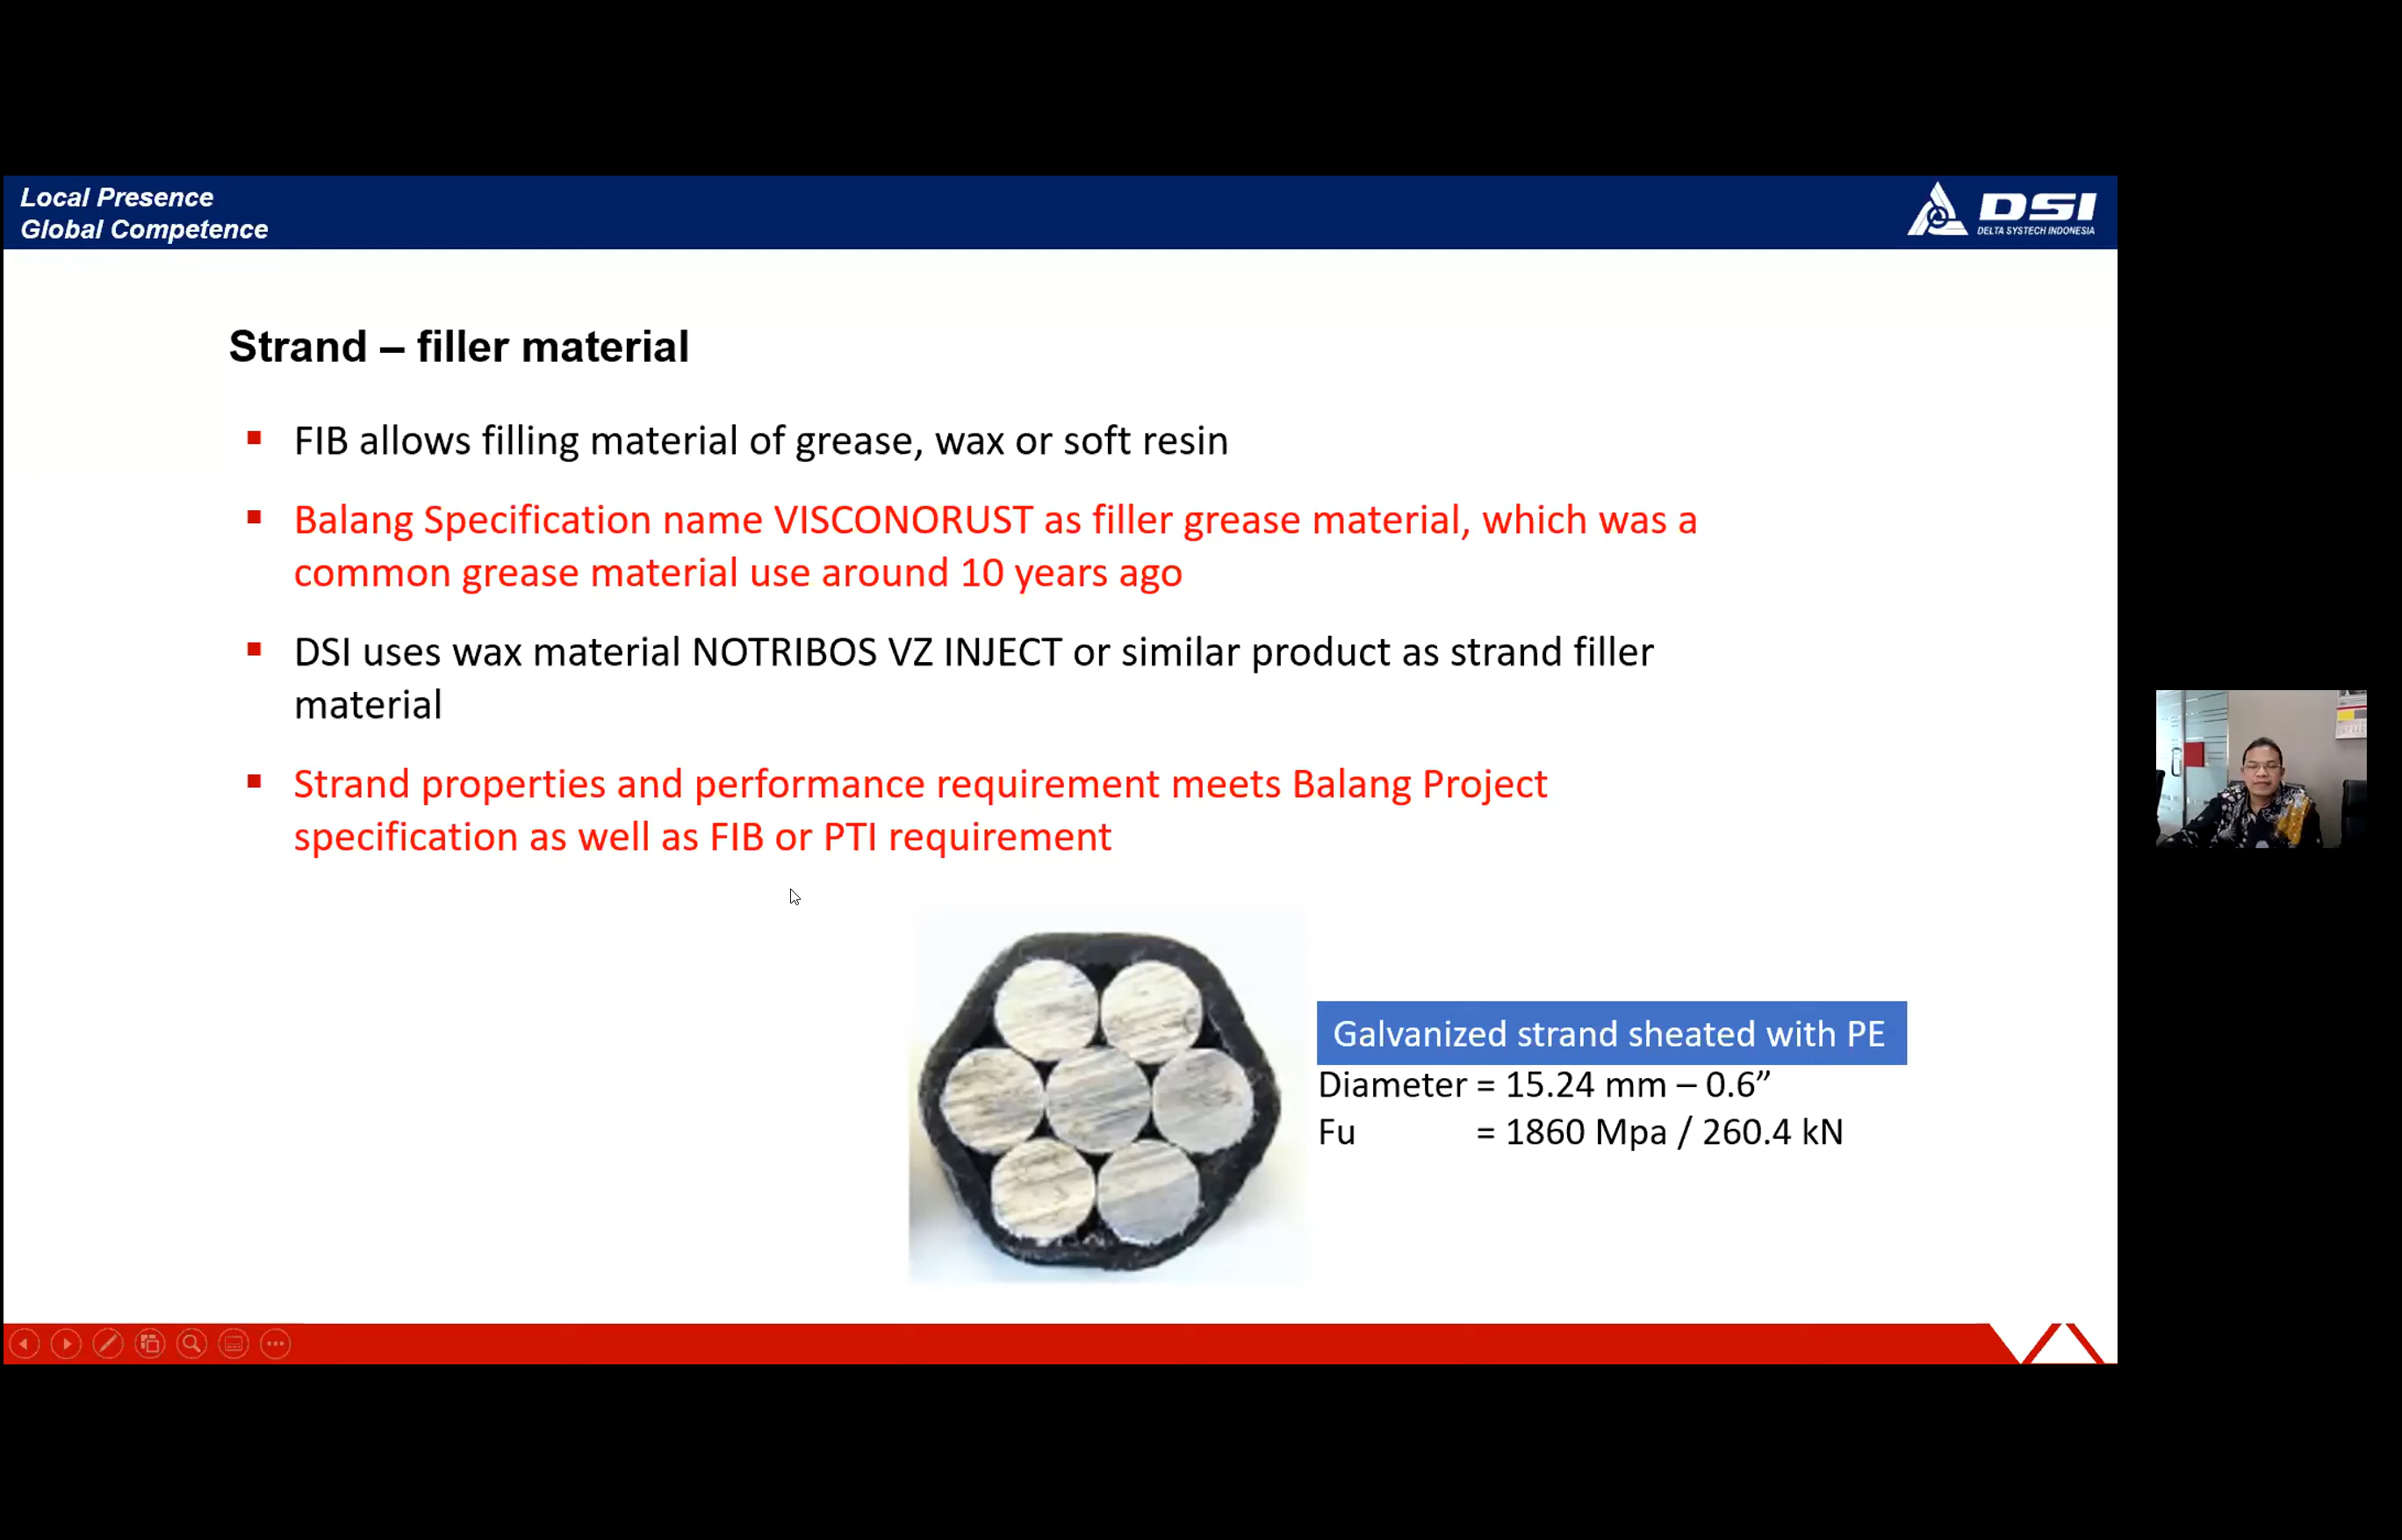 Local Presence
Global Competence
DSI
DELTA SYSTECH INDONESIA
Strand – filler material
▪ FIB allows filling material of grease, wax or soft resin
▪ Balang Specification name VISCONORUST as filler grease material, which was a
common grease material use around 10 years ago
▪ DSI uses wax material NOTRIBOS VZ INJECT or similar product as strand filler
material
▪ Strand properties and performance requirement meets Balang Project
specification as well as FIB or PTI requirement
Galvanized strand sheated with PE
Diameter = 15.24 mm – 0.6”
Fu = 1860 Mpa / 260.4 kN